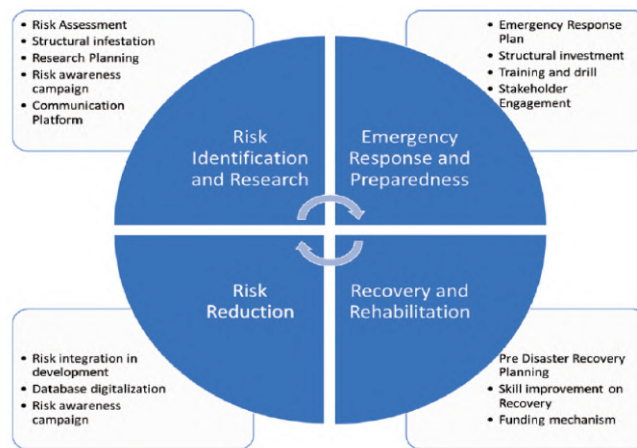 • Risk Assessment
• Structural infestation
• Research Planning
• Risk awareness
campaign
• Communication
Platform
• Emergency Response
Plan
• Structural investment
• Training and drill
• Stakeholder
Engagement
Risk
Identification
and Research
Emergency
Response and
Preparedness
Risk
Reduction
Recovery and
Rehabilitation
• Risk integration in
development
• Database digitalization
• Risk awareness
campaign
Pre Disaster Recovery
Planning
• Skill improvement on
Recovery
• Funding mechanism